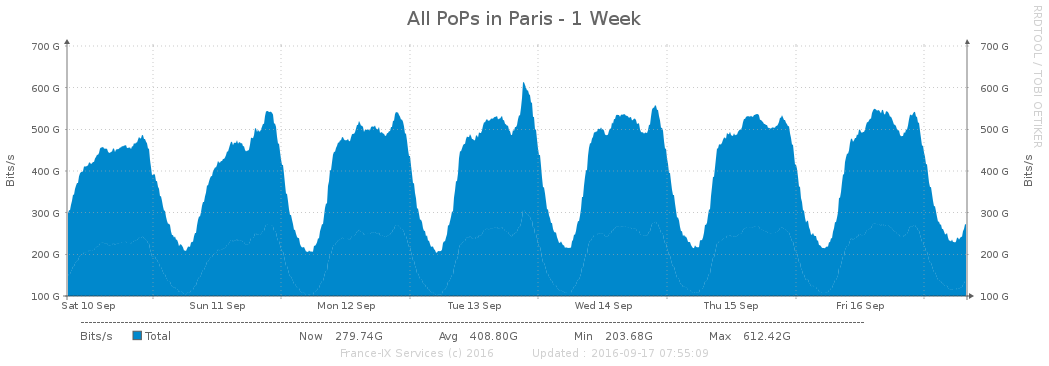 All PoPs in Paris - 1 Week
RRDTOOL / TOBI OETIKER
700 G 700 G
600 G 600 G
500 G 500 G
400 G 400 G
300 G 300 G
200 G 200 G
100 G 100 G
Bits/s
Bits/s
Sat 10 Sep Sun 11 Sep Mon 12 Sep Tue 13 Sep Wed 14 Sep Thu 15 Sep Fri 16 Sep
Bits/s Total Now 279.74G Avg 408.80G Min 203.68G Max 612.42G
France-IX Services (c) 2016 Updated : 2016-09-17 07:55:09